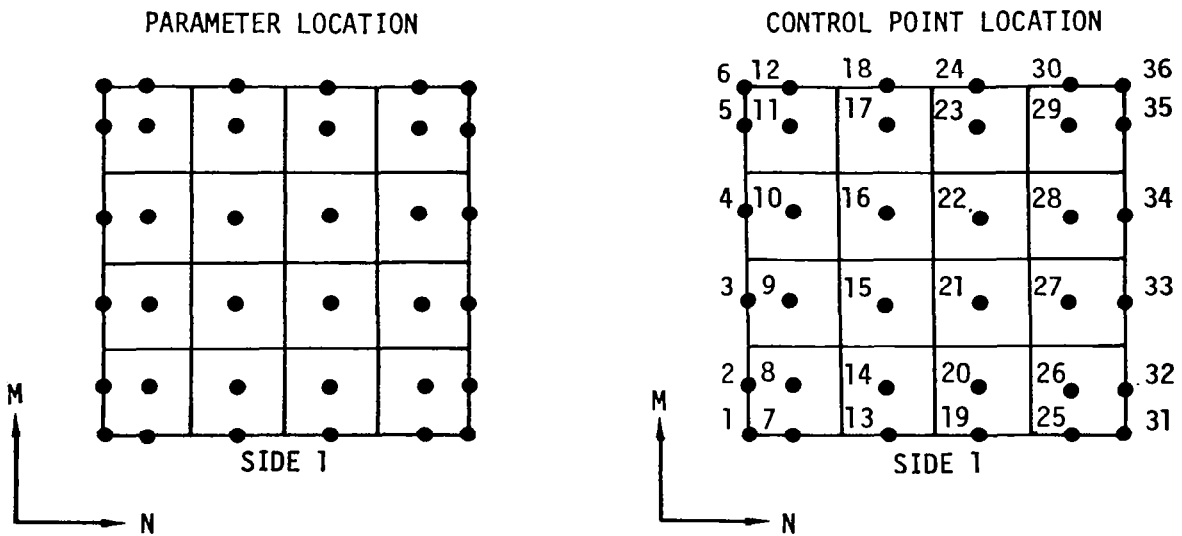 PARAMETER LOCATION
CONTROL POINT LOCATION
6 12 18 24 30 36
5 11 17 23 29 35
4 10 16 22 28 34
3 9 15 21 27 33
2 8 14 20 26 32
1 7 13 19 25 31
M
M
SIDE 1
SIDE 1
N
N